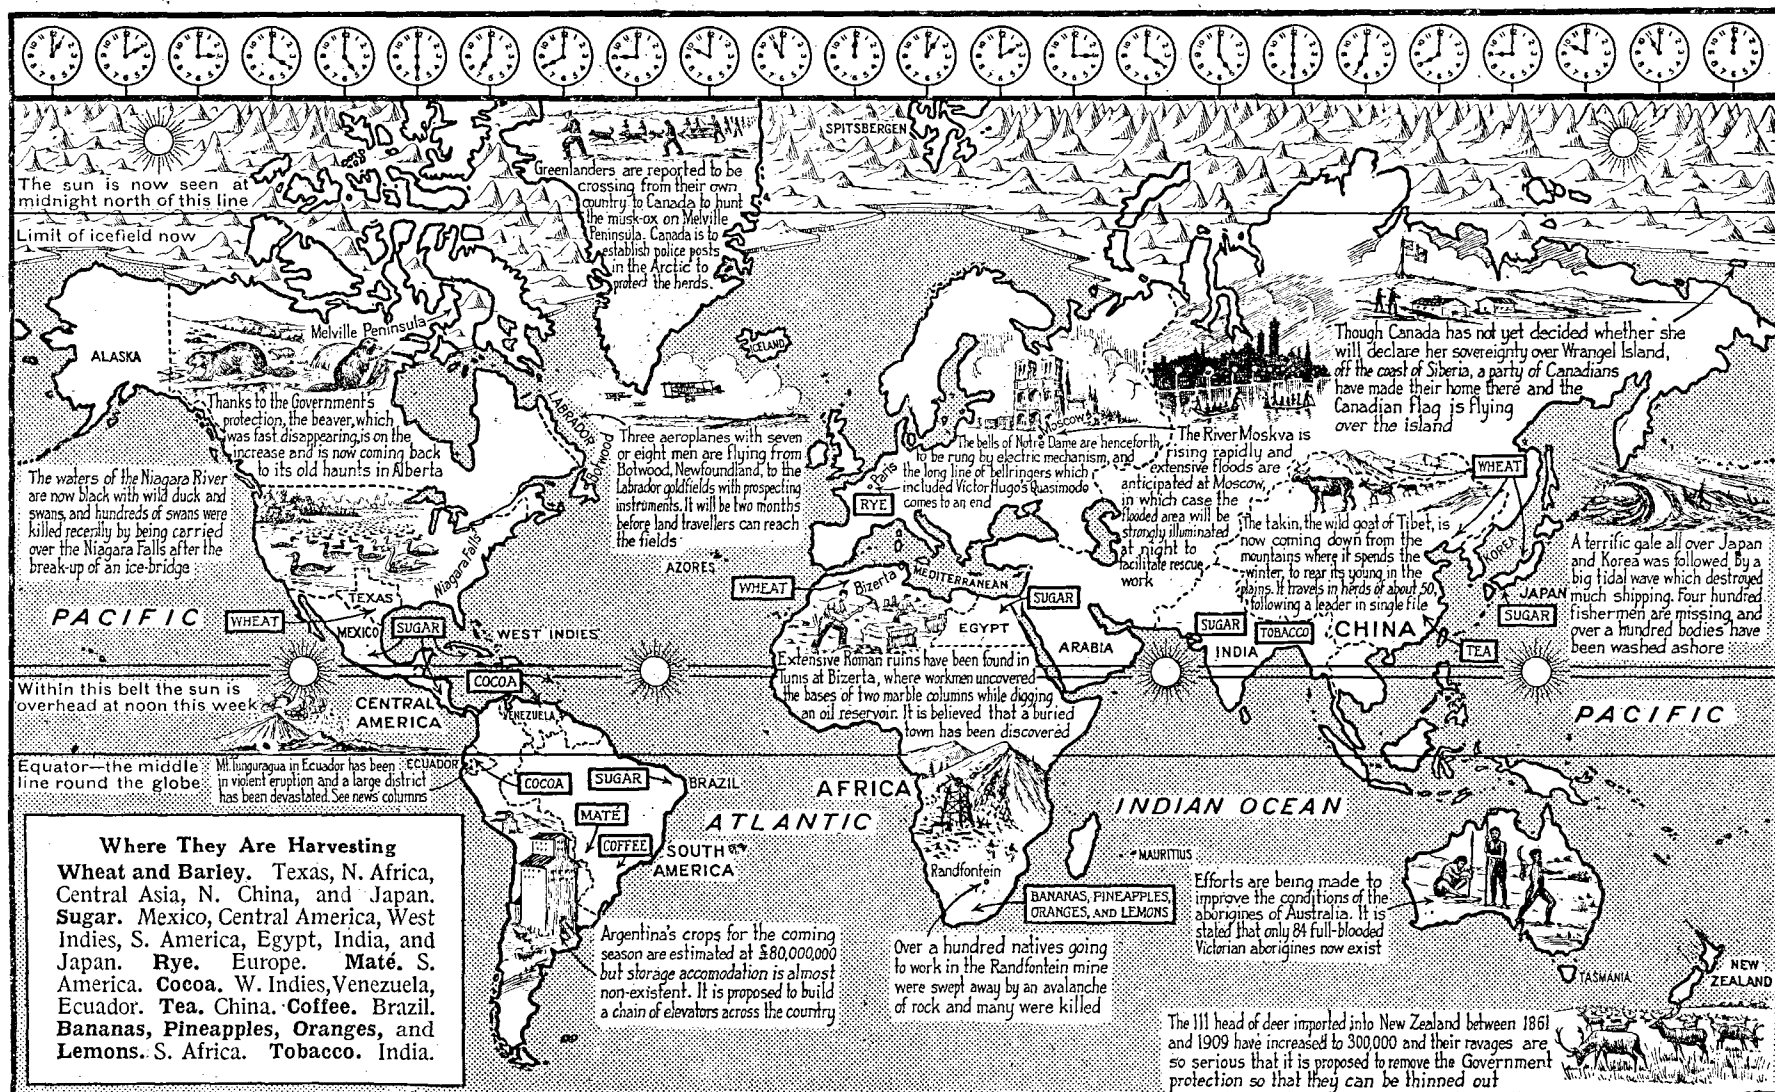 SPITSBERGEN
The sun is now seen at
midnight north of this line
Limit of icefield now
Greenlanders are reported to be
crossing from their own
country to Canada to hunt
the musk-ox on Melville
Peninsula. Canada is to
establish police posts
in the Arctic to
protect the herds.
ALASKA
Melville Peninsula
ICELAND
Thanks to the Government's
protection, the beaver, which
was fast disappearing, is on the
increase and is now coming back
to its old haunts in Alberta
LABRADOR
Botwood
Three aeroplanes with seven
or eight men are flying from
Botwood, Newfoundland, to the
Labrador goldfields with prospecting
instruments. It will be two months
before land travellers can reach
the fields
Though Canada has not yet decided whether she
will declare her sovereignty over Wrangel Island,
off the coast of Siberia, a party of Canadians
have made their home there and the
Canadian flag is flying
over the island
Moscow
The bells of Notre Dame are henceforth
to be rung by electric mechanism, and
the long line of bellringers which
included Victor Hugo's Quasimodo
comes to an end
Paris
RYE
The River Moskva is
rising rapidly and
extensive floods are
anticipated at Moscow,
in which case the
flooded area will be
strongly illuminated
at night to
facilitate rescue
work
WHEAT
The waters of the Niagara River
are now black with wild duck and
swans, and hundreds of swans were
killed recently by being carried
over the Niagara Falls after the
break-up of an ice-bridge
Niagara Falls
The takin, the wild goat of Tibet, is
now coming down from the
mountains where it spends the
winter, to rear its young in the
plains. It travels in herds of about 50,
following a leader in single file
A terrific gale all over Japan
and Korea was followed by a
big tidal wave which destroyed
much shipping. Four hundred
fishermen are missing, and
over a hundred bodies have
been washed ashore
KOREA
JAPAN
SUGAR
AZORES
WHEAT
Bizerta
MEDITERRANEAN
SUGAR
PACIFIC
WHEAT
TEXAS
MEXICO
SUGAR
WEST INDIES
EGYPT
ARABIA
SUGAR
TOBACCO
INDIA
CHINA
TEA
Extensive Roman ruins have been found in
Tunis at Bizerta, where workmen uncovered
the bases of two marble columns while digging
an oil reservoir. It is believed that a buried
town has been discovered
COCOA
Within this belt the sun is
overhead at noon this week
CENTRAL
AMERICA
VENEZUELA
PACIFIC
Equator—the middle
line round the globe
Mt Tunguragua in Ecuador has been
in violent eruption and a large district
has been devastated. See news columns
ECUADOR
COCOA
SUGAR
BRAZIL
MATÉ
COFFEE
SOUTH
AMERICA
ATLANTIC
AFRICA
INDIAN OCEAN
MAURITIUS
Randfontein
BANANAS, PINEAPPLES,
ORANGES, AND LEMONS
Efforts are being made to
improve the conditions of the
aborigines of Australia. It is
stated that only 84 full-blooded
Victorian aborigines now exist
Where They Are Harvesting
Wheat and Barley. Texas, N. Africa,
Central Asia, N. China, and Japan.
Sugar. Mexico, Central America, West
Indies, S. America, Egypt, India, and
Japan. Rye. Europe. Maté. S.
America. Cocoa. W. Indies, Venezuela,
Ecuador. Tea. China. Coffee. Brazil.
Bananas, Pineapples, Oranges, and
Lemons. S. Africa. Tobacco. India.
Argentina's crops for the coming
season are estimated at £80,000,000
but storage accomodation is almost
non-existent. It is proposed to build
a chain of elevators across the country
Over a hundred natives going
to work in the Randfontein mine
were swept away by an avalanche
of rock and many were killed
TASMANIA
NEW
ZEALAND
The 111 head of deer imported into New Zealand between 1861
and 1909 have increased to 300,000 and their ravages are
so serious that it is proposed to remove the Government
protection so that they can be thinned out